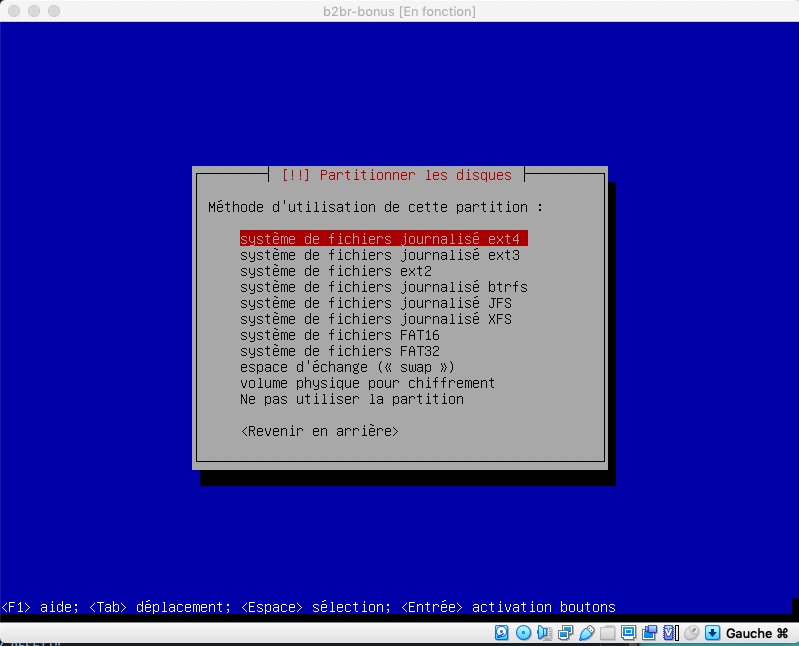 b2br-bonus [En fonction]
[!!] Partitionner les disques
Méthode d'utilisation de cette partition :
système de fichiers journalisé ext4
système de fichiers journalisé ext3
système de fichiers ext2
système de fichiers journalisé btrfs
système de fichiers journalisé JFS
système de fichiers journalisé XFS
système de fichiers FAT16
système de fichiers FAT32
espace d'échange (« swap »)
volume physique pour chiffrement
Ne pas utiliser la partition
<Revenir en arrière>
<F1> aide; <Tab> déplacement; <Espace> sélection; <Entrée> activation boutons
Gauche ⌘